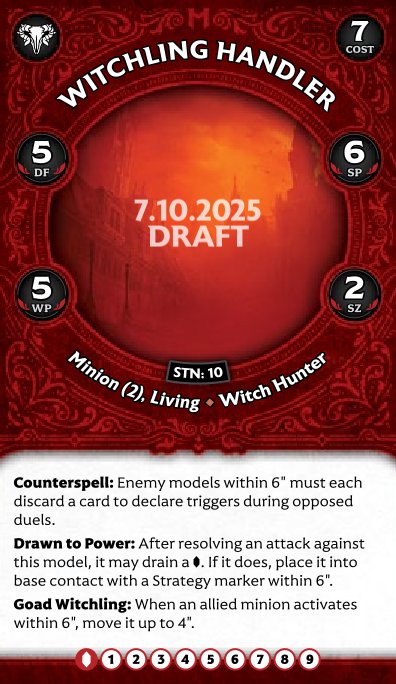 7
COST
WITCHLING HANDLER
5
DF
6
SP
7.10.2025
DRAFT
5
WP
2
SZ
STN: 10
Minion (2), Living ◆ Witch Hunter
Counterspell: Enemy models within 6" must each
discard a card to declare triggers during opposed
duels.
Drawn to Power: After resolving an attack against
this model, it may drain a ⬮. If it does, place it into
base contact with a Strategy marker within 6".
Goad Witchling: When an allied minion activates
within 6", move it up to 4".
1 2 3 4 5 6 7 8 9